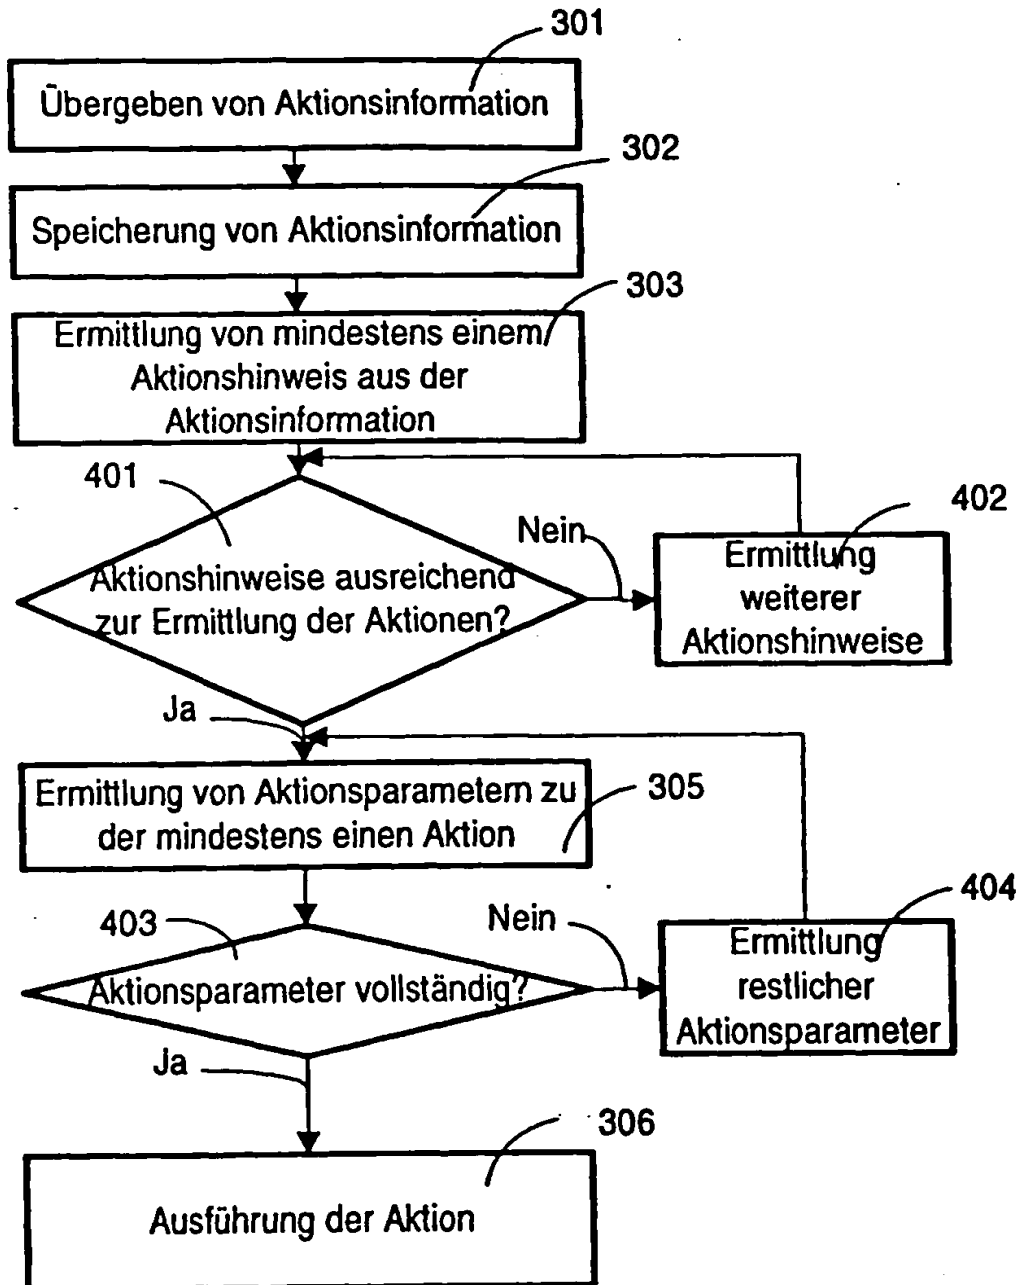 301
Übergeben von Aktionsinformation
302
Speicherung von Aktionsinformation
303
Ermittlung von mindestens einem
Aktionshinweis aus der
Aktionsinformation
401
Aktionshinweise ausreichend
zur Ermittlung der Aktionen?
Nein
402
Ermittlung
weiterer
Aktionshinweise
Ja
Ermittlung von Aktionsparametern zu
der mindestens einen Aktion
305
403
Aktionsparameter vollständig?
Nein
404
Ermittlung
restlicher
Aktionsparameter
Ja
306
Ausführung der Aktion